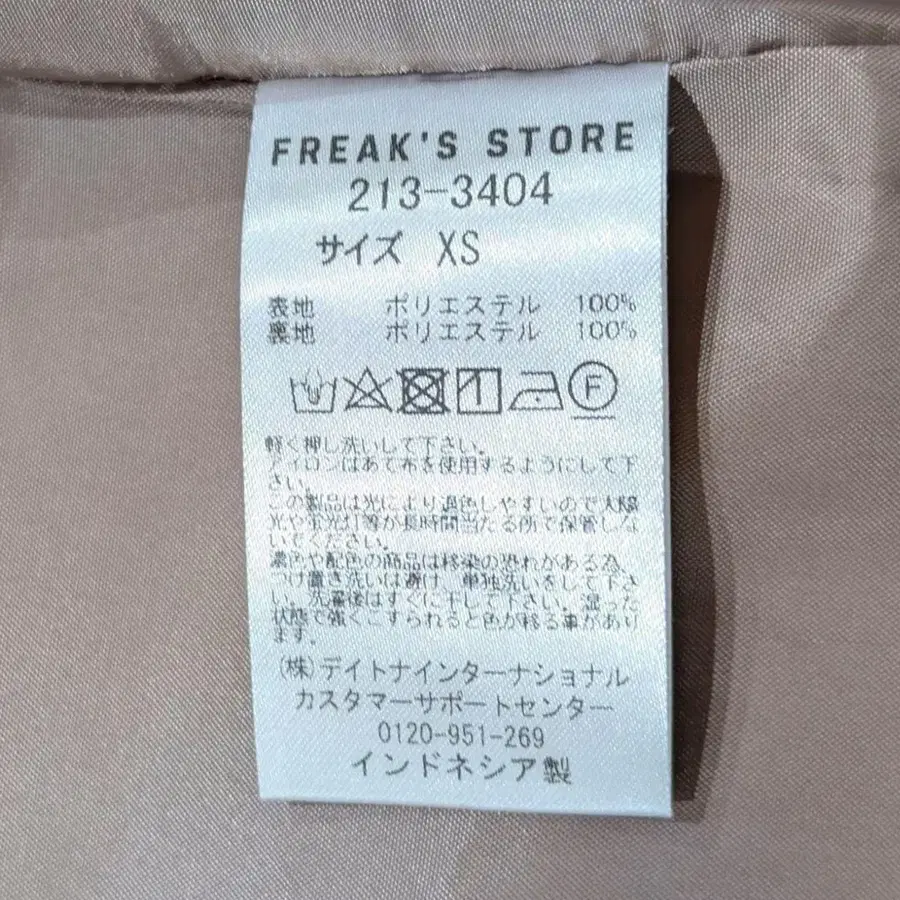 FREAK'S STORE
213-3404
サイズ XS
表地 ポリエステル 100%
裏地 ポリエステル 100%
F
軽く押し洗いして下さい。
アイロンはあて布を使用するようにして下
さい。
この製品は光により退色しやすいので太陽
光や蛍光灯等が長時間当たる所で保管しな
いでください。
濃色や配色の商品は移染の恐れがある為、
つけ置き洗いは避け、単独洗いをして下さ
い。洗濯後はすぐに干して下さい。湿った
状態で強くこすられると色が移る事があり
ます。
(株)デイトナインターナショナル
カスタマーサポートセンター
0120-951-269
インドネシア製